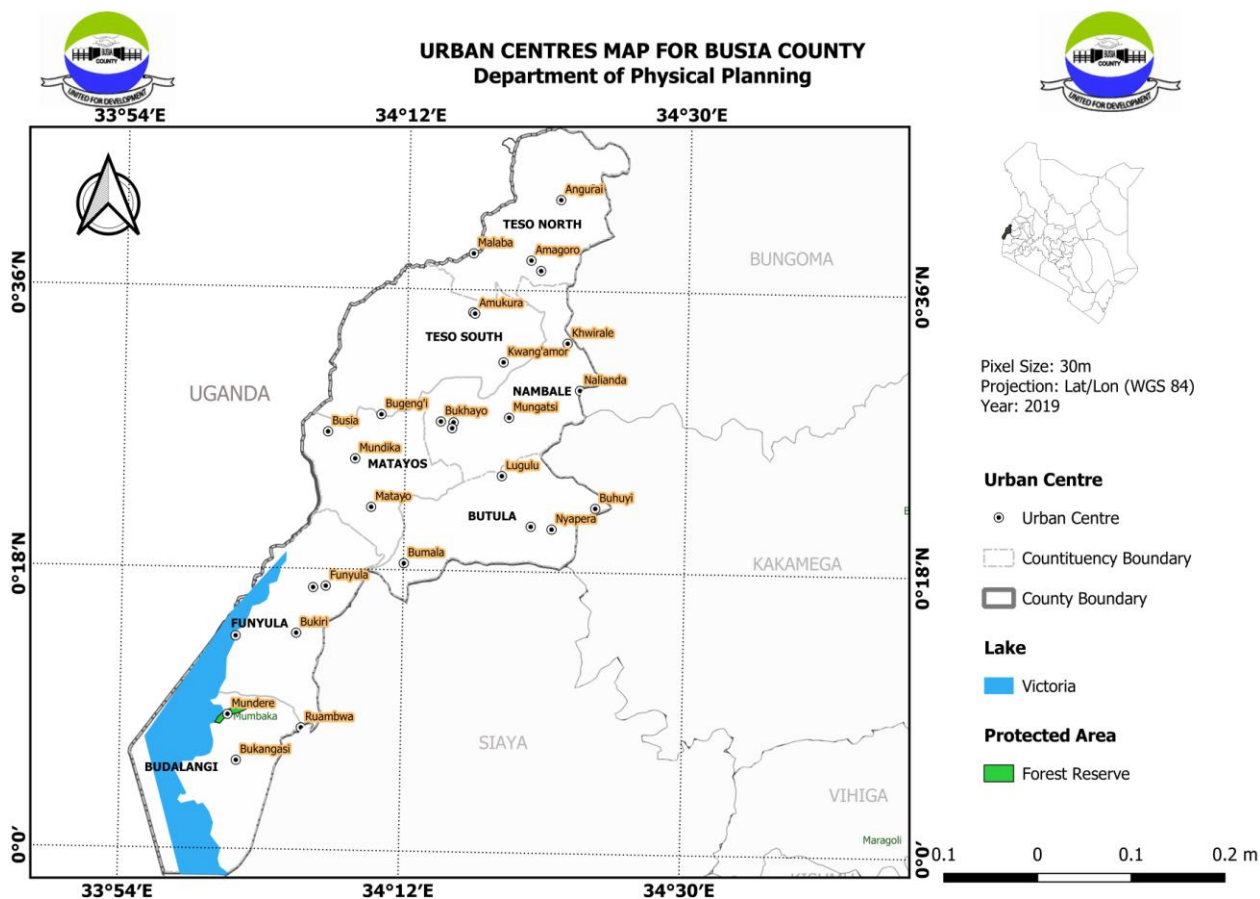 URBAN CENTRES MAP FOR BUSIA COUNTY
Department of Physical Planning
BUSIA
COUNTY
UNITED FOR DEVELOPMENT
BUSIA
COUNTY
UNITED FOR DEVELOPMENT
33°54′E
34°12′E
34°30′E
0°36′N
0°36′N
0°18′N
0°18′N
0°0′
0°0′
33°54′E
34°12′E
34°30′E
Angurai
TESO NORTH
Malaba
Amagoro
BUNGOMA
Amukura
TESO SOUTH
Khwirale
Kwang'amor
UGANDA
NAMBALE
Nalianda
Bugeng'i
Bukhayo
Mungatsi
Busia
Mundika
MATAYOS
Lugulu
Matayo
BUTULA
Buhuyi
Nyapera
Bumala
KAKAMEGA
Funyula
FUNYULA
Bukiri
Mundere
Mumbaka
Ruambwa
SIAYA
Bukangasi
BUDALANGI
VIHIGA
Maragoli
Pixel Size: 30m
Projection: Lat/Lon (WGS 84)
Year: 2019
Urban Centre
Urban Centre
Countituency Boundary
County Boundary
Lake
Victoria
Protected Area
Forest Reserve
0.1 0 0.1 0.2 m